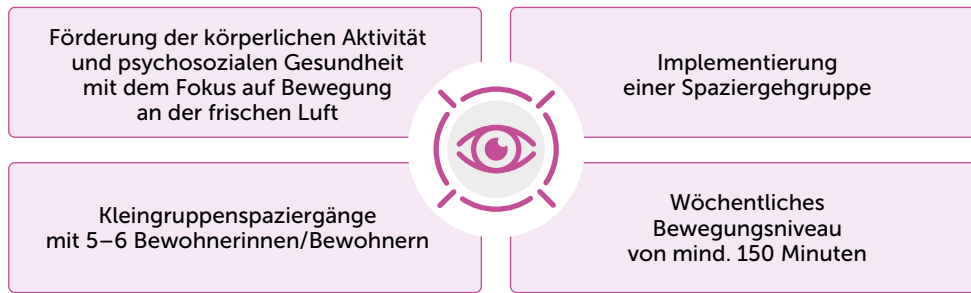 Förderung der körperlichen Aktivität
und psychosozialen Gesundheit
mit dem Fokus auf Bewegung
an der frischen Luft
Implementierung
einer Spaziergehgruppe
Kleingruppenspaziergänge
mit 5–6 Bewohnerinnen/Bewohnern
Wöchentliches
Bewegungsniveau
von mind. 150 Minuten